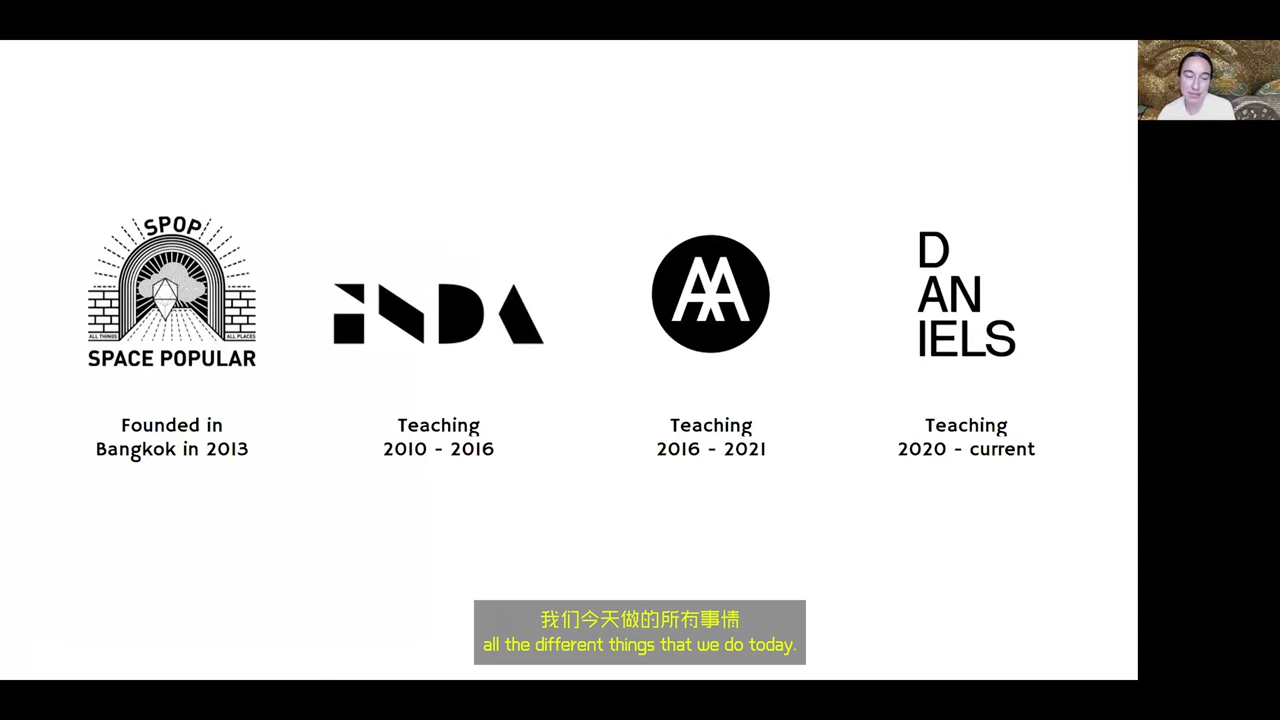 SPOP
ALL THINGS
ALL PLACES
SPACE POPULAR
Founded in
Bangkok in 2013
INDA
Teaching
2010 - 2016
AA
Teaching
2016 - 2021
D
AN
IELS
Teaching
2020 - current
我们今天做的所有事情
all the different things that we do today.